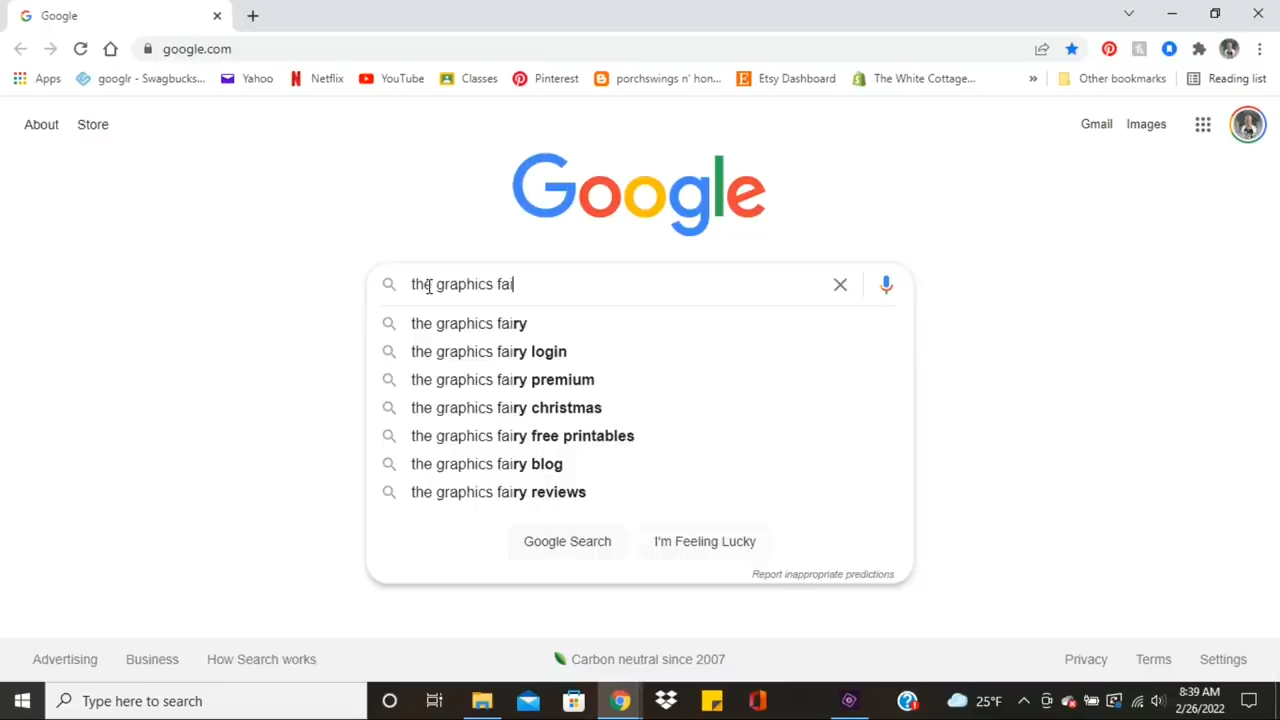 Google
google.com
Apps
googlr - Swagbucks...
Yahoo
Netflix
YouTube
Classes
Pinterest
porchswings n' hon...
Etsy Dashboard
The White Cottage...
»
Other bookmarks
Reading list
About
Store
Gmail
Images
Google
the graphics fai
the graphics fairy
the graphics fairy login
the graphics fairy premium
the graphics fairy christmas
the graphics fairy free printables
the graphics fairy blog
the graphics fairy reviews
Google Search
I'm Feeling Lucky
Report inappropriate predictions
Advertising
Business
How Search works
Carbon neutral since 2007
Privacy
Terms
Settings
Type here to search
25°F
8:39 AM
2/26/2022